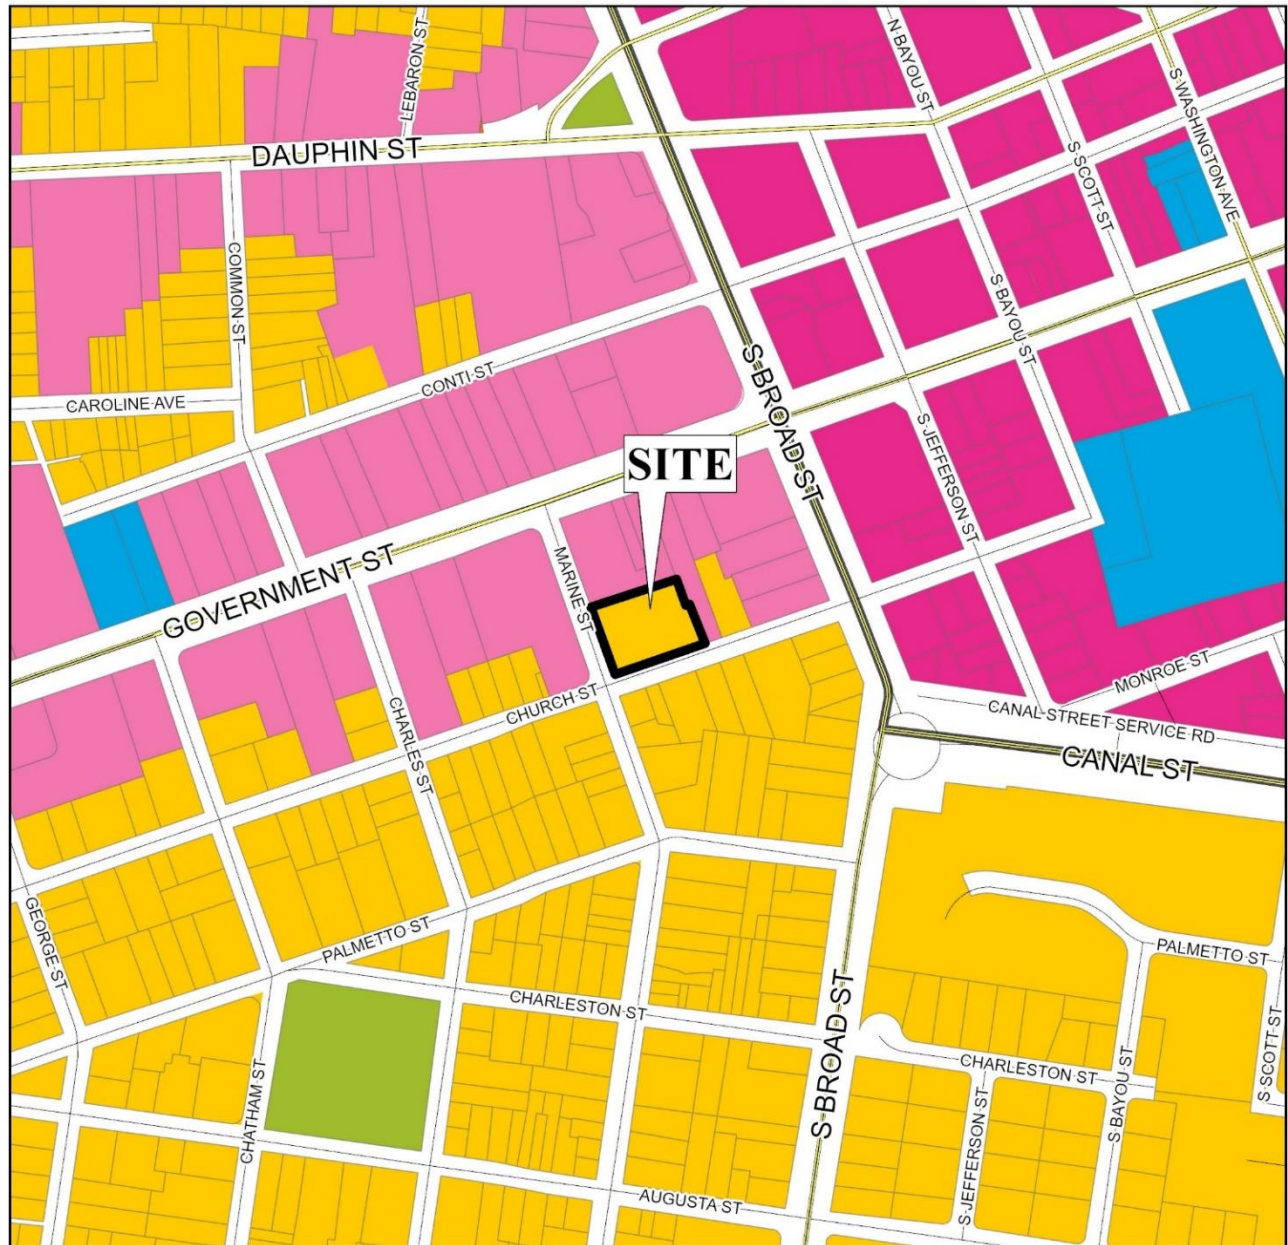 LEBARON ST
N BAYOU ST
S WASHINGTON AVE
DAUPHIN ST
S SCOTT ST
COMMON ST
S BAYOU ST
CONTI ST
S BROAD ST
CAROLINE AVE
S JEFFERSON ST
SITE
MARINE ST
GOVERNMENT ST
MONROE ST
CHURCH ST
CHARLES ST
CANAL STREET SERVICE RD
CANAL ST
GEORGE ST
PALMETTO ST
PALMETTO ST
CHARLESTON ST
S BROAD ST
S SCOTT ST
CHARLESTON ST
CHATHAM ST
S JEFFERSON ST
S BAYOU ST
AUGUSTA ST